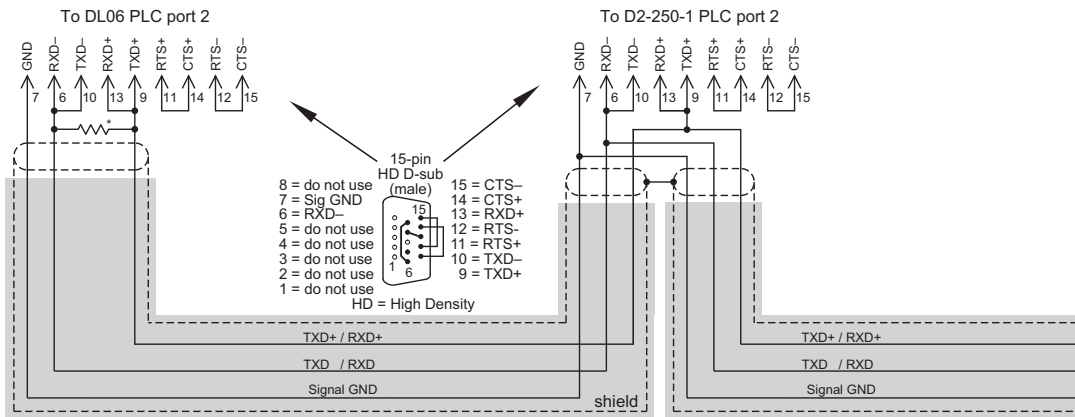 To DL06 PLC port 2
To D2-250-1 PLC port 2
GND
RXD–
TXD–
RXD+
TXD+
RTS+
CTS+
RTS–
CTS–
7
6
10
13
9
11
14
12
15
*
GND
RXD–
TXD–
RXD+
TXD+
RTS+
CTS+
RTS–
CTS–
7
6
10
13
9
11
14
12
15
15-pin
HD D-sub
(male)
8 = do not use
7 = Sig GND
6 = RXD–
5 = do not use
4 = do not use
3 = do not use
2 = do not use
1 = do not use
15
1
6
15 = CTS–
14 = CTS+
13 = RXD+
12 = RTS-
11 = RTS+
10 = TXD–
9 = TXD+
HD = High Density
TXD+ / RXD+
TXD+ / RXD+
TXD / RXD
TXD / RXD
Signal GND
Signal GND
shield